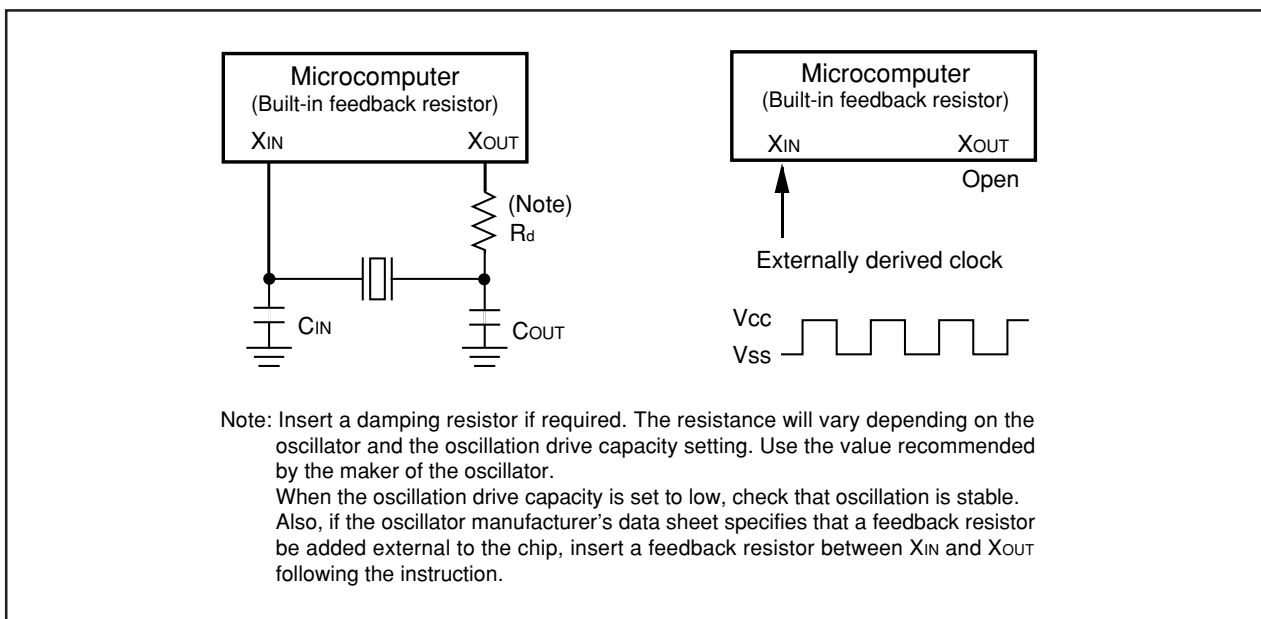 Microcomputer
(Built-in feedback resistor)
XIN
XOUT
(Note)
Rd
CIN
COUT
Microcomputer
(Built-in feedback resistor)
XIN
XOUT
Open
Externally derived clock
Vcc
Vss
Note: Insert a damping resistor if required. The resistance will vary depending on the
oscillator and the oscillation drive capacity setting. Use the value recommended
by the maker of the oscillator.
When the oscillation drive capacity is set to low, check that oscillation is stable.
Also, if the oscillator manufacturer's data sheet specifies that a feedback resistor
be added external to the chip, insert a feedback resistor between XIN and XOUT
following the instruction.